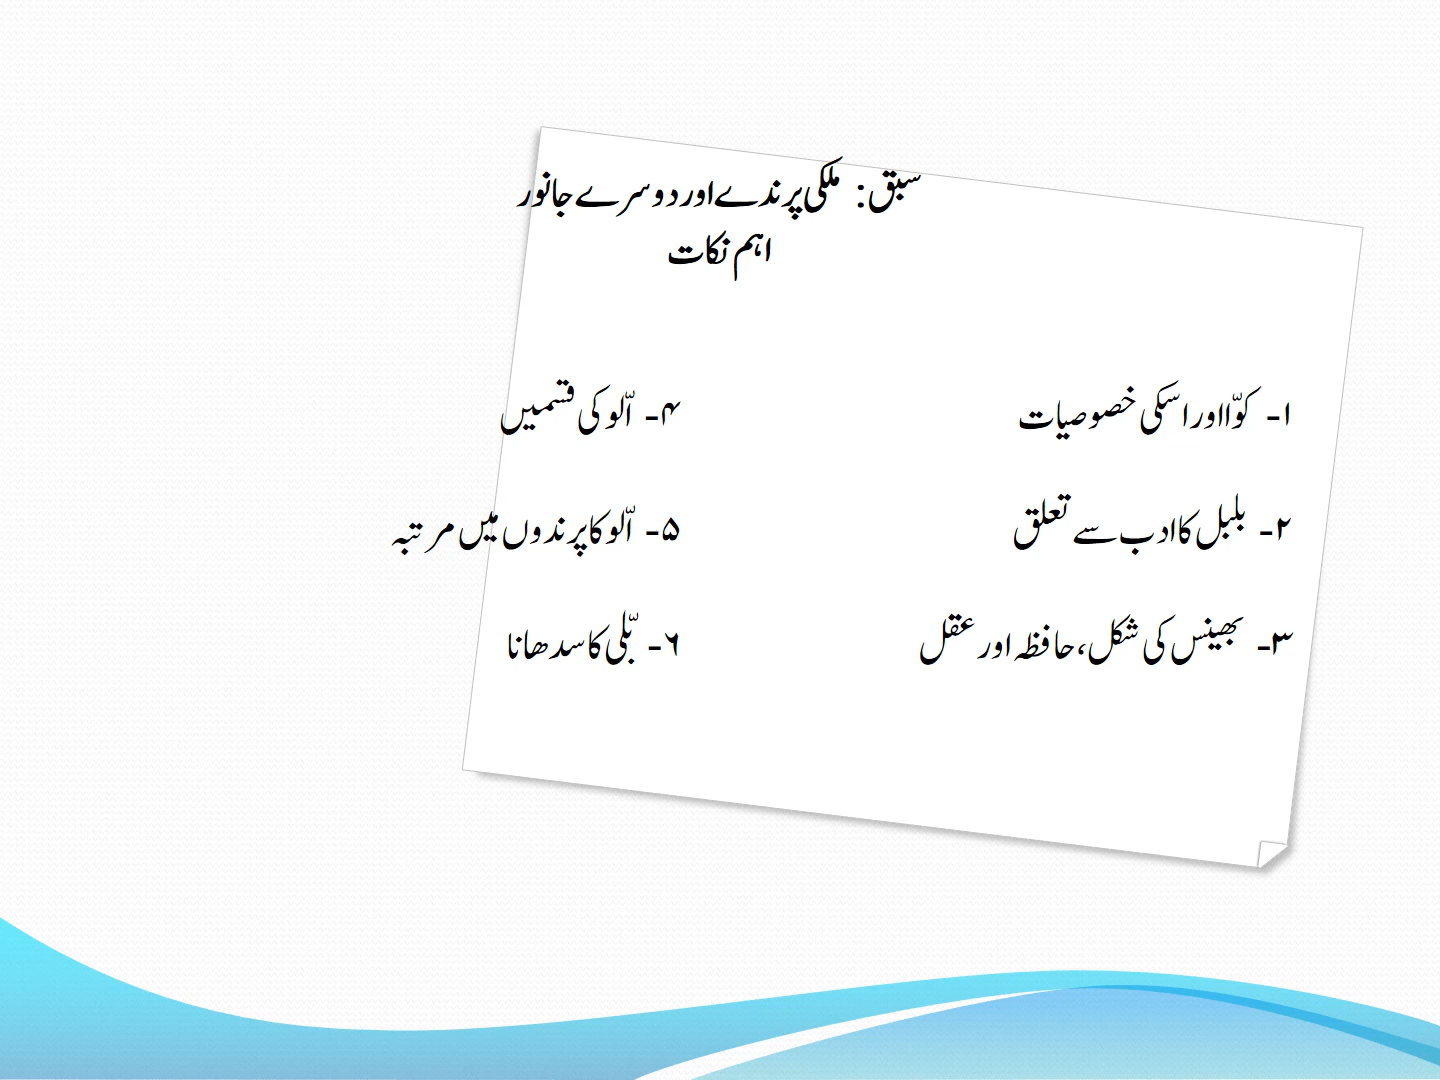 سبق: ملکی پرندے اور دوسرے جانور
اہم نکات
۱۔ کوّا اور اسکی خصوصیات
۲۔ بلبل کا ادب سے تعلق
۳۔ بھینس کی شکل، حافظہ اور عقل
۴۔ اُلّو کی قسمیں
۵۔ اُلّو کا پرندوں میں مرتبہ
۶۔ بلّی کا سدھانا